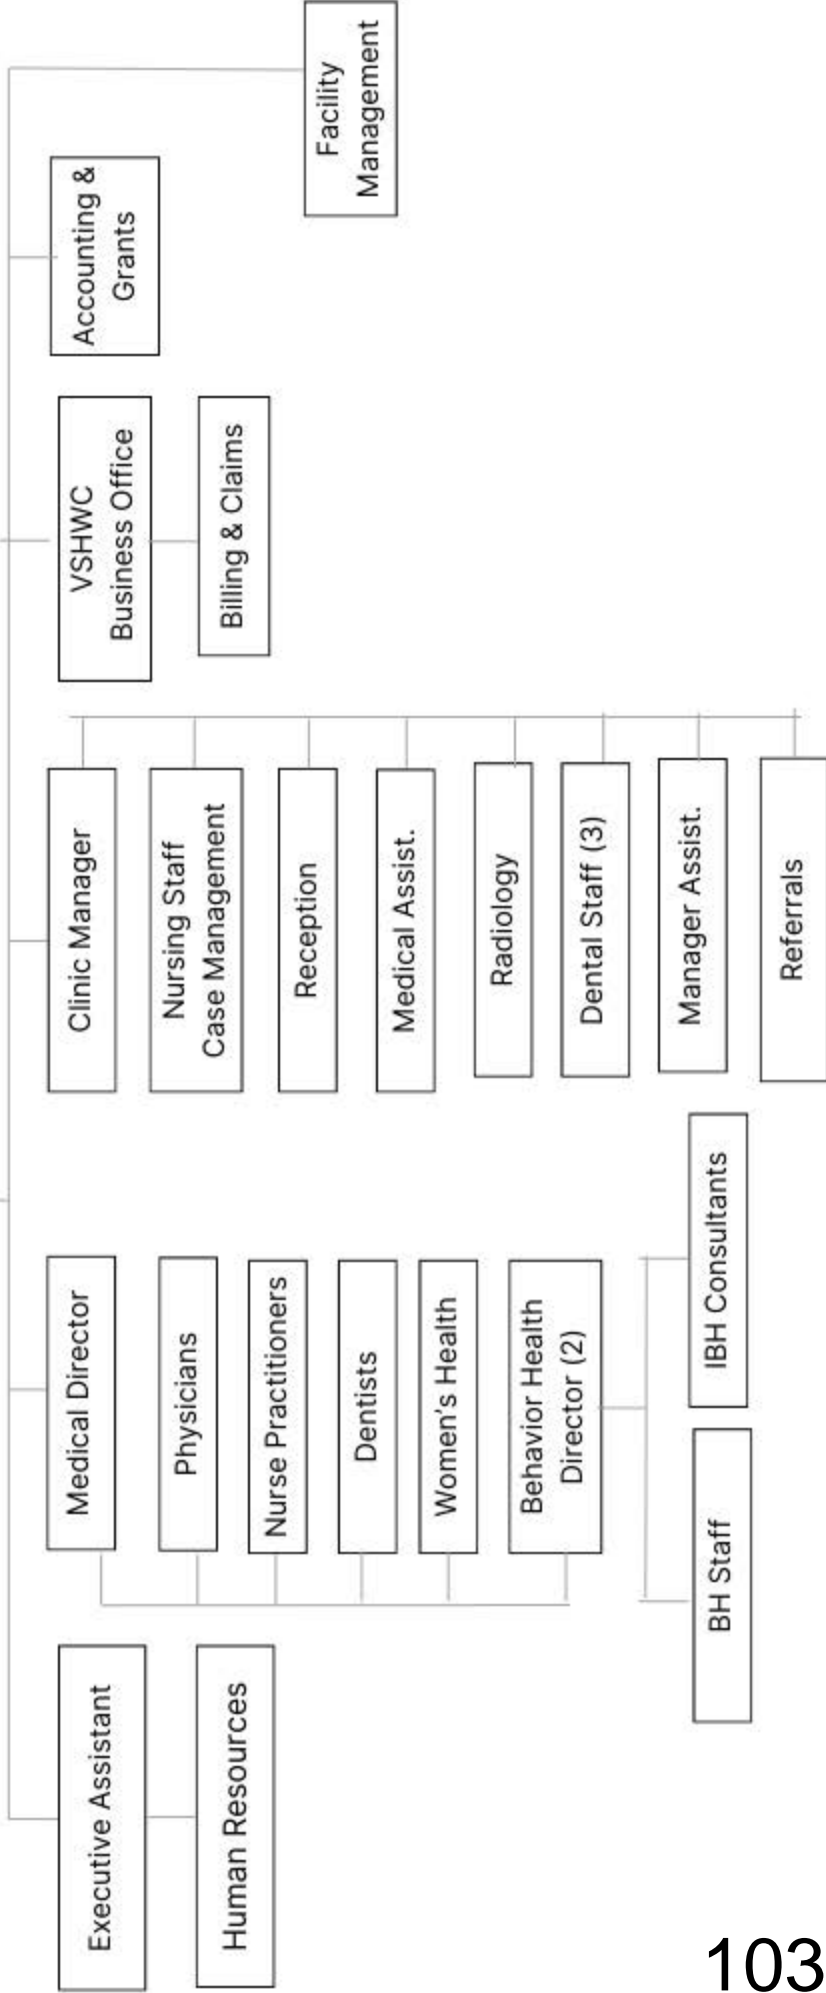 Executive Assistant
Human Resources
Medical Director
Physicians
Nurse Practitioners
Dentists
Women's Health
Behavior Health
Director (2)
BH Staff
IBH Consultants
Clinic Manager
Nursing Staff
Case Management
Reception
Medical Assist.
Radiology
Dental Staff (3)
Manager Assist.
Referrals
VSHWC
Business Office
Billing & Claims
Accounting &
Grants
Facility
Management
103